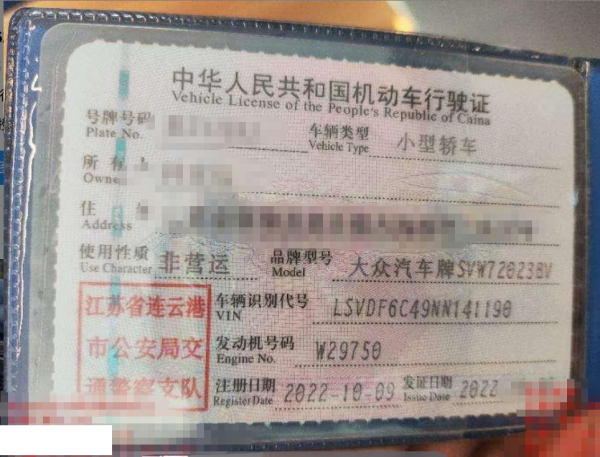 中华人民共和国机动车行驶证
Vehicle License of the People's Republic of China
号牌号码
Plate No.
车辆类型 小型轿车
Vehicle Type
所
Owner
住
Address
使用性质 非营运
Use Character
品牌型号 大众汽车牌SVW72023BV
Model
江苏省连云港
市公安局交
通警察支队
车辆识别代号 LSVDF6C49NN141190
VIN
发动机号码 W29750
Engine No.
注册日期 2022-10-09
Register Date
发证日期 2022
Issue Date